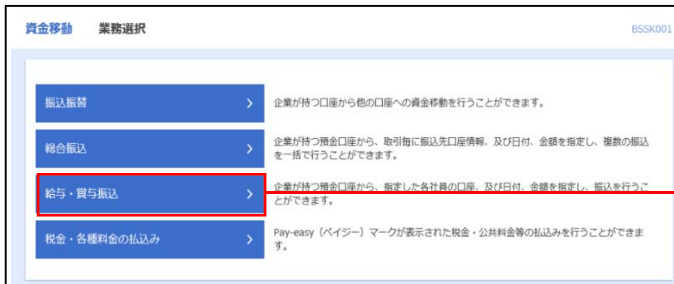 資金移動 業務選択 BSSK001
振込振替 企業が持つ口座から他の口座への資金移動を行うことができます。
総合振込 企業が持つ預金口座から、取引毎に振込先口座情報、及び日付、金額を指定し、複数の振込
を一括で行うことができます。
給与・賞与振込 企業が持つ預金口座から、指定した各社員の口座、及び日付、金額を指定し、振込を行うこ
とができます。
税金・各種料金の払込み Pay-easy（ペイジー）マークが表示された税金・公共料金等の払込みを行うことができま
す。